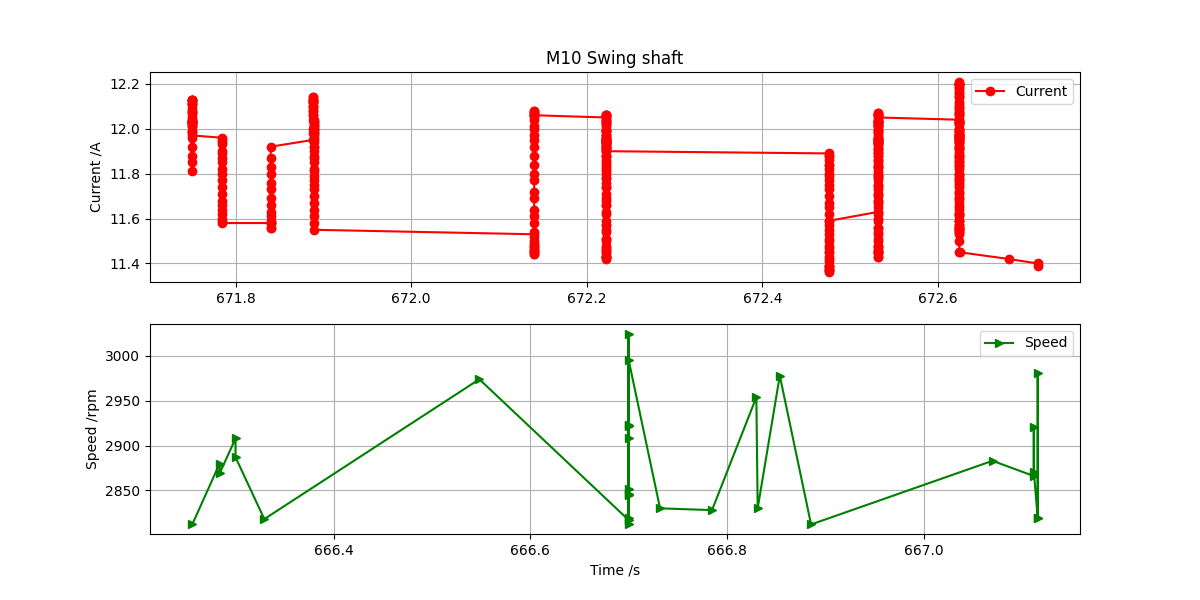 M10 Swing shaft
Current /A
12.2
12.0
11.8
11.6
11.4
Current
671.8 672.0 672.2 672.4 672.6
Speed /rpm
3000
2950
2900
2850
Speed
666.4 666.6 666.8 667.0
Time /s